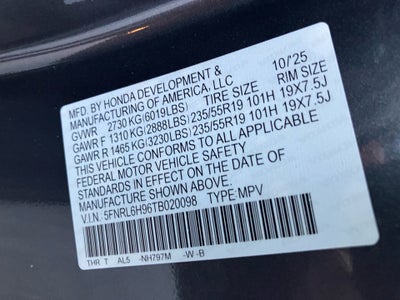 MFD. BY HONDA DEVELOPMENT & 10/'25
MANUFACTURING OF AMERICA, LLC
GVWR 2730 KG(6019LBS) TIRE SIZE RIM SIZE
GAWR F 1310 KG(2888LBS) 235/55R19 101H 19X7.5J
GAWR R 1465 KG(3230LBS) 235/55R19 101H 19X7.5J
THIS VEHICLE CONFORMS TO ALL APPLICABLE
FEDERAL MOTOR VEHICLE SAFETY
STANDARDS IN EFFECT ON THE DATE OF
MANUFACTURE SHOWN ABOVE.
V.I.N.: 5FNRL6H96TB020098 TYPE:MPV
THR T AL5 -NH797M -W -B